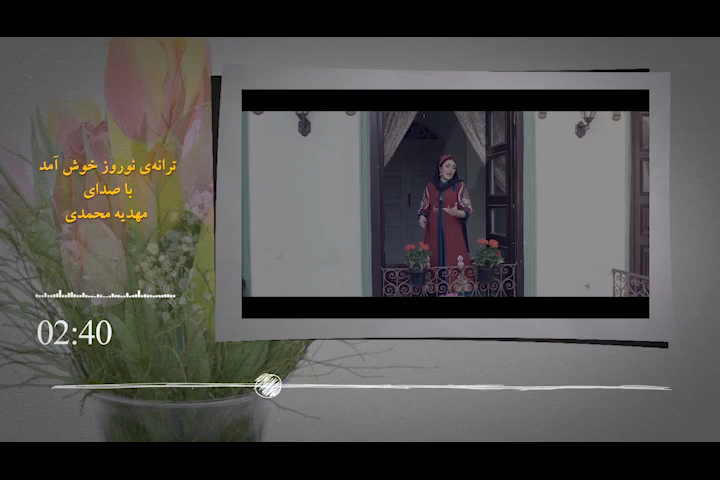 ترانه‌ی نوروز خوش آمد
با صدای
مهدیه محمدی
02:40